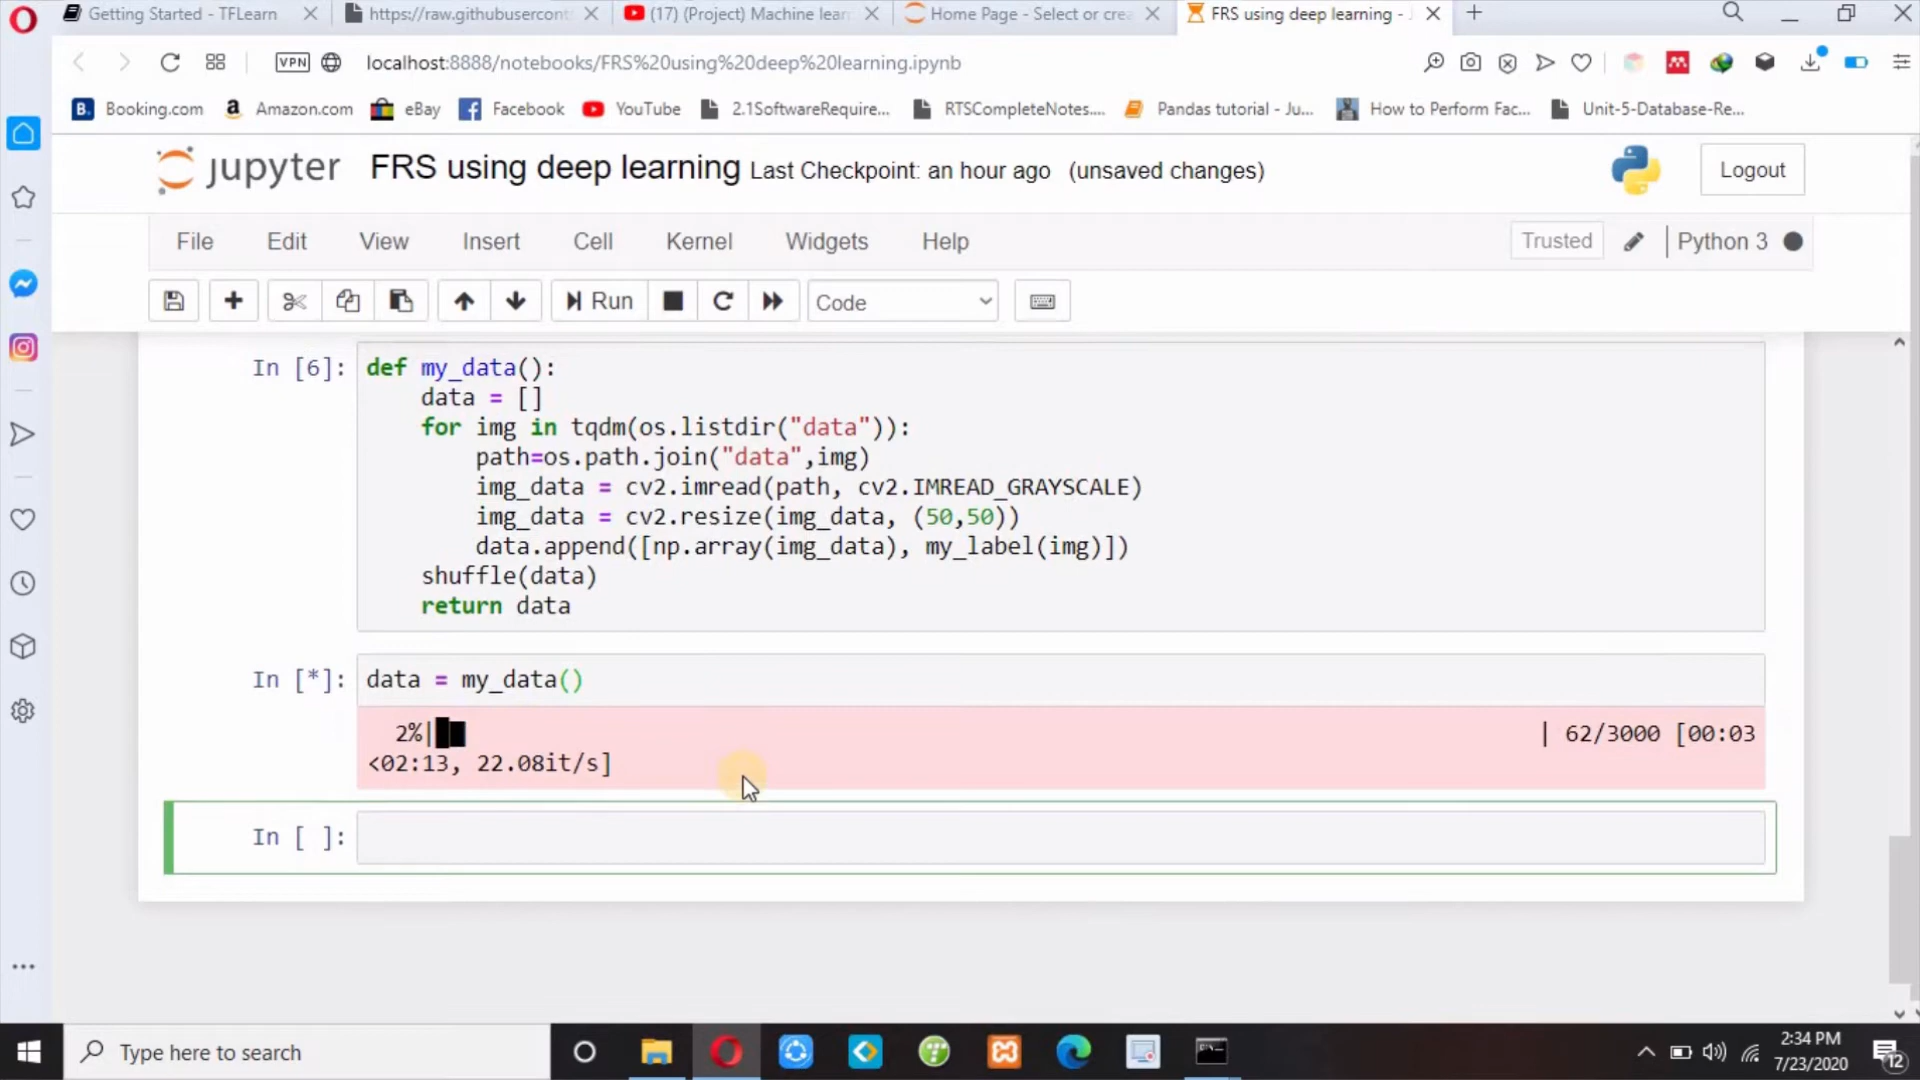 Getting Started - TFLearn
https://raw.githubusercont
(17) (Project) Machine lear
Home Page - Select or crea
FRS using deep learning - J
VPN
localhost:8888/notebooks/FRS%20using%20deep%20learning.ipynb
B. Booking.com
a Amazon.com
eBay
Facebook
YouTube
2.1SoftwareRequire...
RTSCompleteNotes....
Pandas tutorial - Ju...
How to Perform Fac...
Unit-5-Database-Re...
jupyter
FRS using deep learning Last Checkpoint: an hour ago (unsaved changes)
Logout
File Edit View Insert Cell Kernel Widgets Help
Trusted
Python 3
Run
Code
In [6]:
def my_data():
data = []
for img in tqdm(os.listdir("data")):
path=os.path.join("data",img)
img_data = cv2.imread(path, cv2.IMREAD_GRAYSCALE)
img_data = cv2.resize(img_data, (50,50))
data.append([np.array(img_data), my_label(img)])
shuffle(data)
return data
In [*]:
data = my_data()
2%|██ | 62/3000 [00:03
<02:13, 22.08it/s]
In [ ]:
Type here to search
2:34 PM
7/23/2020
12